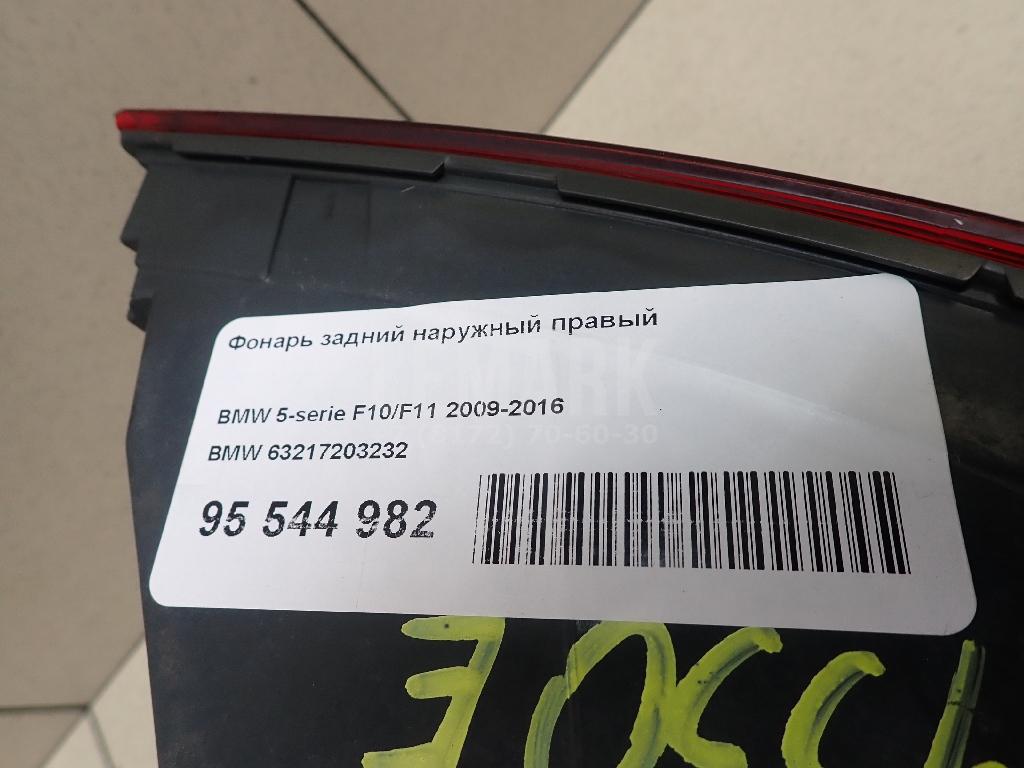 Фонарь задний наружный правый
BMW 5-serie F10/F11 2009-2016
BMW 63217203232
95 544 982